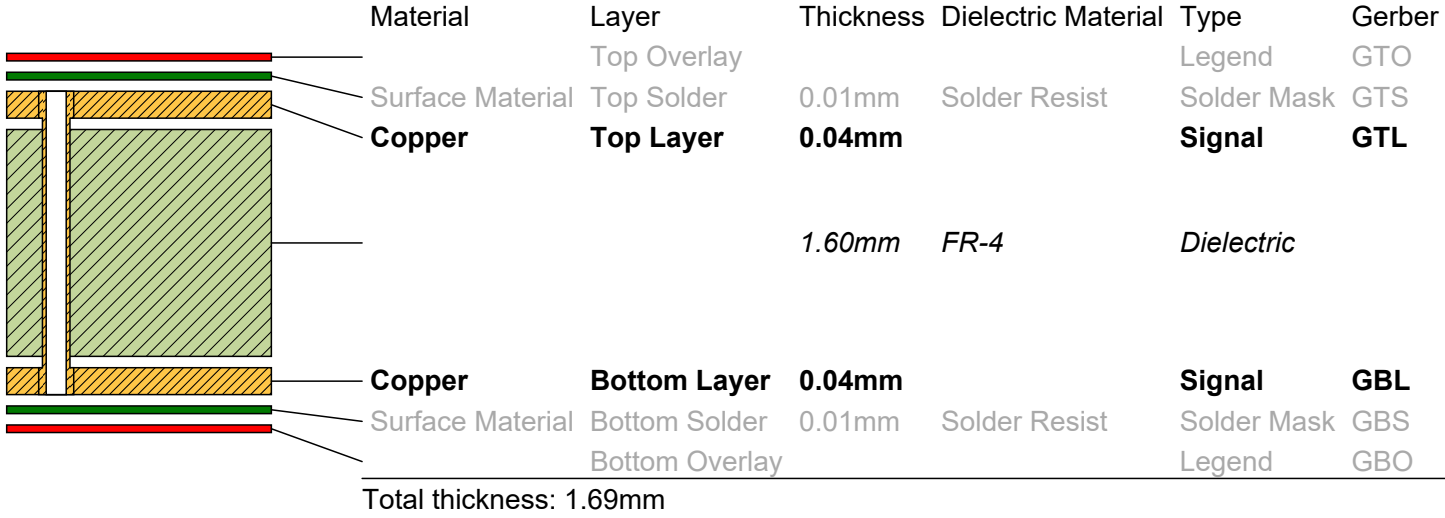 Material Layer Thickness Dielectric Material Type Gerber
Top Overlay Legend GTO
Surface Material Top Solder 0.01mm Solder Resist Solder Mask GTS
Copper Top Layer 0.04mm Signal GTL
1.60mm FR-4 Dielectric
Copper Bottom Layer 0.04mm Signal GBL
Surface Material Bottom Solder 0.01mm Solder Resist Solder Mask GBS
Bottom Overlay Legend GBO
Total thickness: 1.69mm